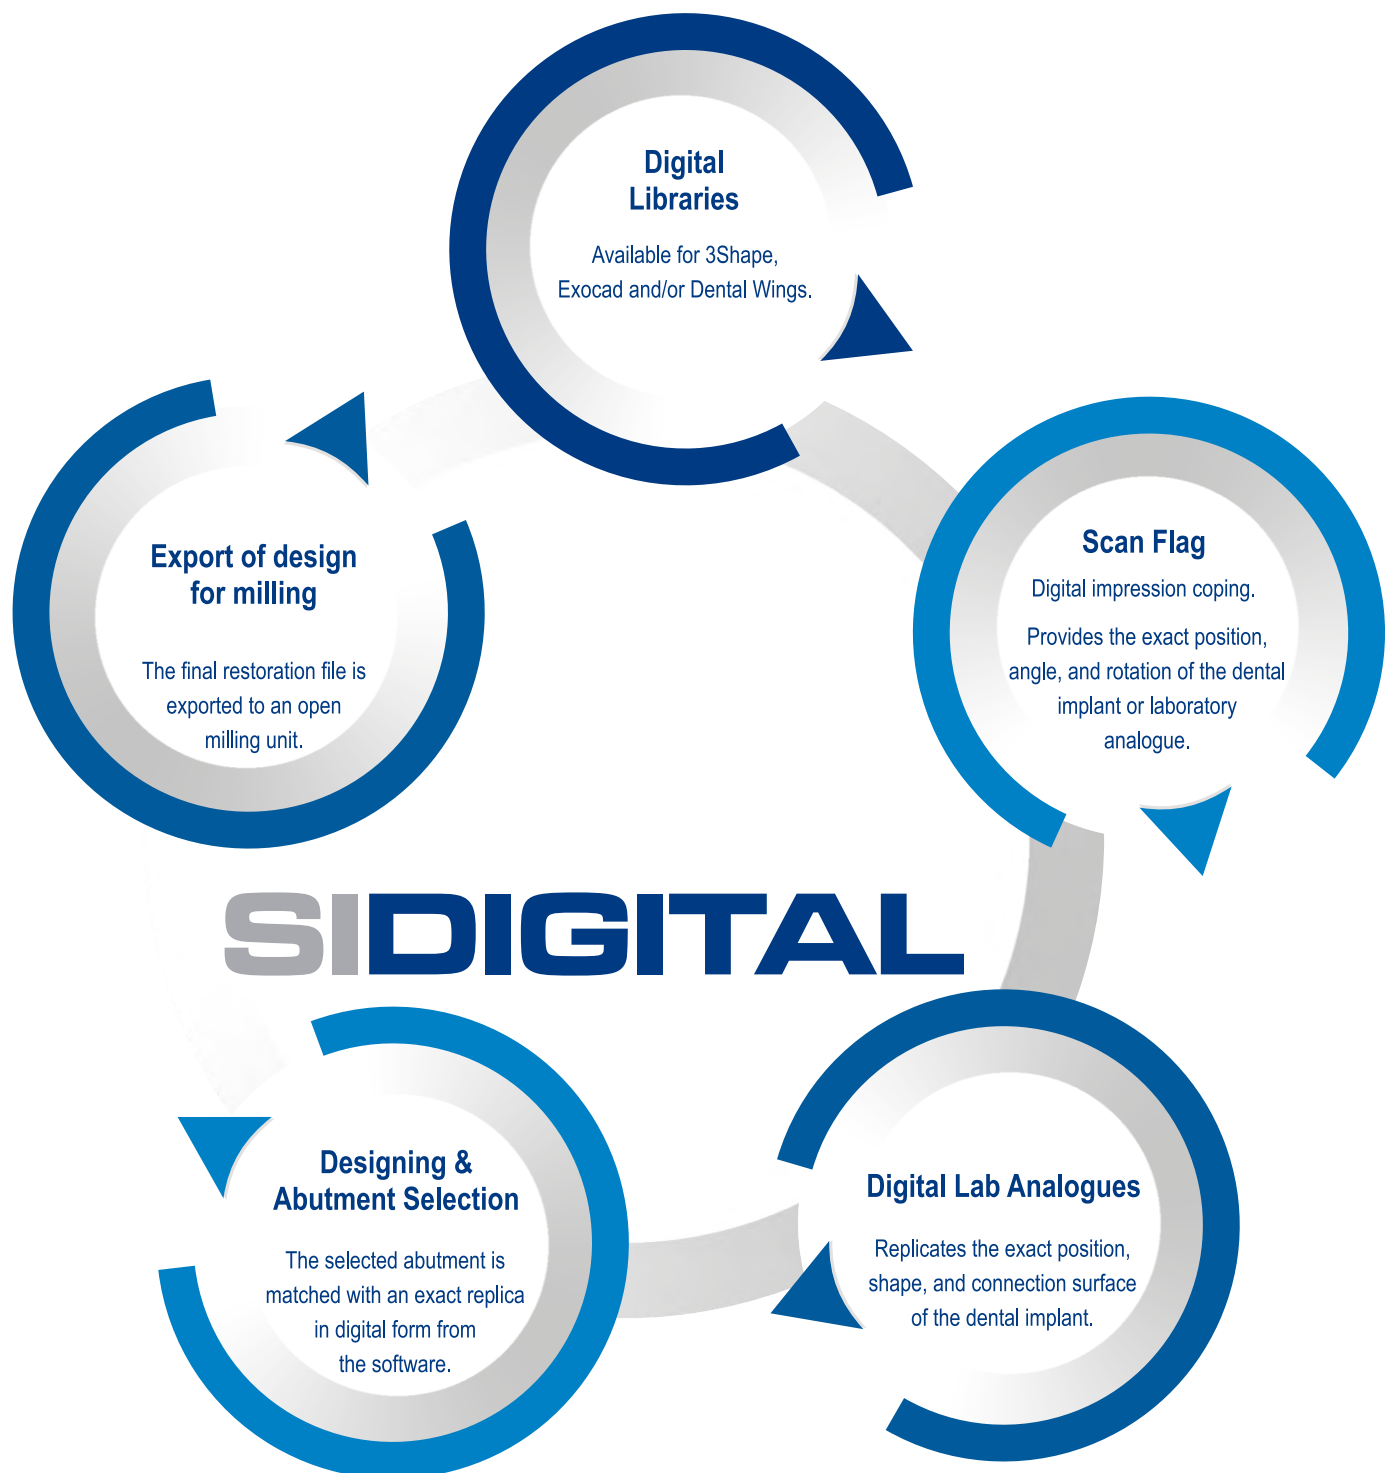 Digital
Libraries
Available for 3Shape,
Exocad and/or Dental Wings.
Scan Flag
Digital impression coping.
Provides the exact position,
angle, and rotation of the dental
implant or laboratory
analogue.
Digital Lab Analogues
Replicates the exact position,
shape, and connection surface
of the dental implant.
Designing &
Abutment Selection
The selected abutment is
matched with an exact replica
in digital form from
the software.
Export of design
for milling
The final restoration file is
exported to an open
milling unit.
SIDIGITAL